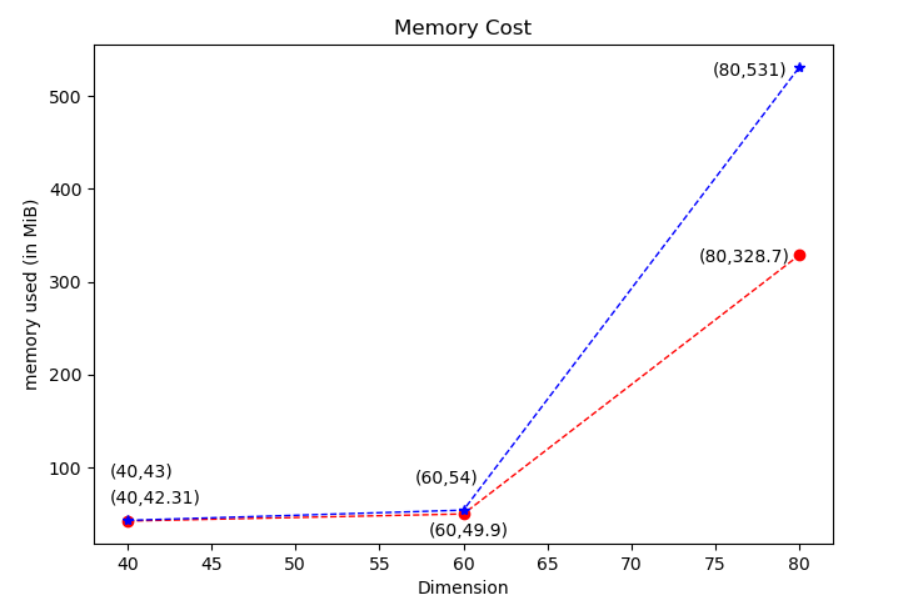 Memory Cost
memory used (in MiB)
500
400
300
200
100
(80,531)
(80,328.7)
(40,43)
(40,42.31)
(60,54)
(60,49.9)
40 45 50 55 60 65 70 75 80
Dimension